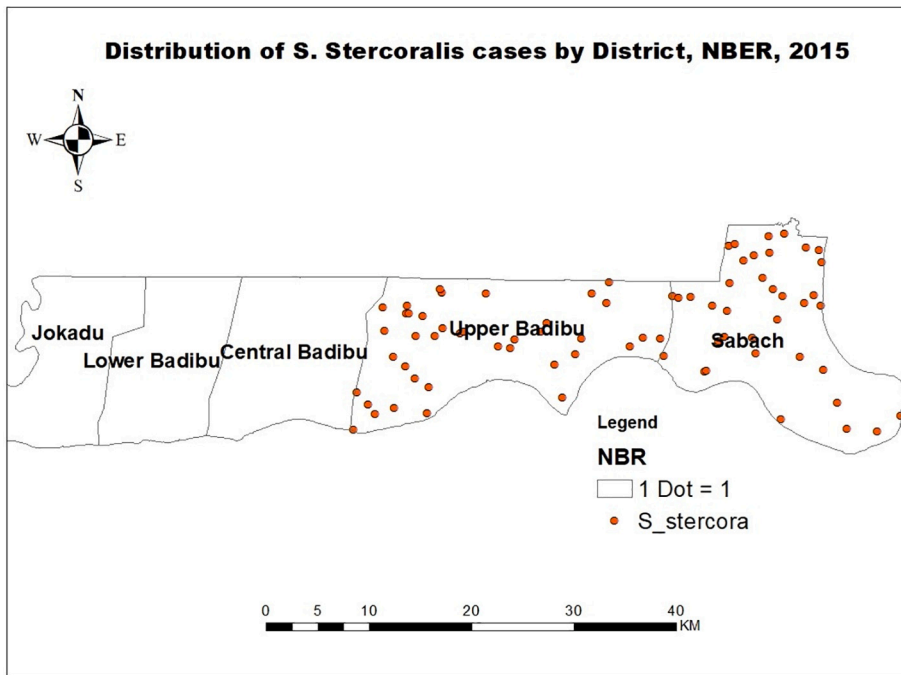 Distribution of S. Stercoralis cases by District, NBER, 2015
N
W E
S
Jokadu
Lower Badibu
Central Badibu
Upper Badibu
Sabach
Legend
NBR
1 Dot = 1
S_stercora
0 5 10 20 30 40
KM